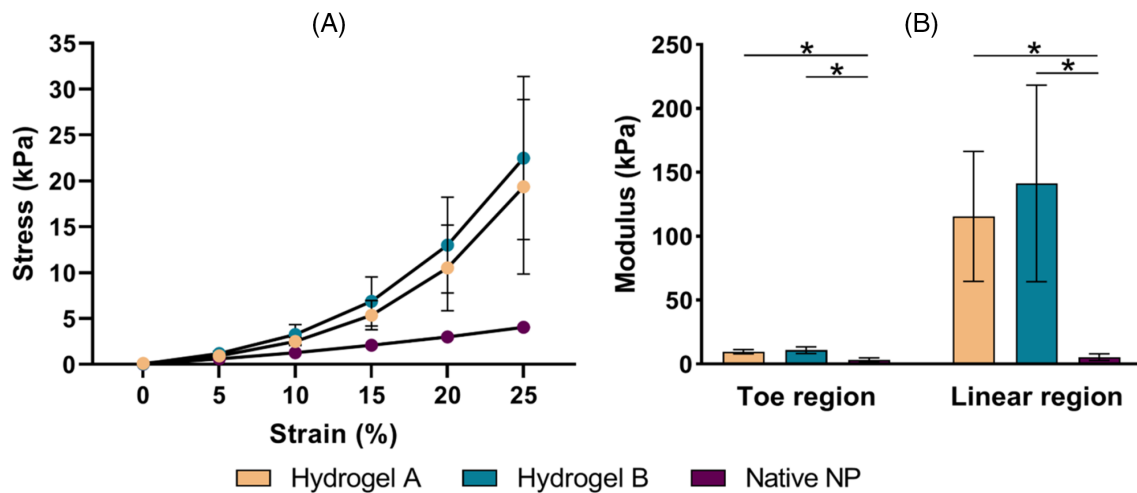 (A)
35
30
25
20
15
10
5
0
Stress (kPa)
0 5 10 15 20 25
Strain (%)
(B)
250
200
150
100
50
0
Modulus (kPa)
* *
* *
Toe region Linear region
Hydrogel A Hydrogel B Native NP